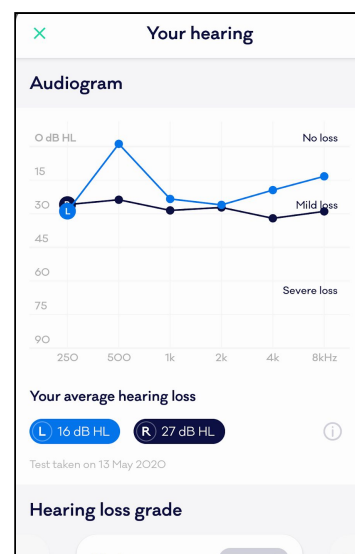 Your hearing
Audiogram
0 dB HL
No loss
15
30
Mild loss
45
60
Severe loss
75
90
250 500 1k 2k 4k 8kHz
R
L
Your average hearing loss
L 16 dB HL R 27 dB HL
Test taken on 13 May 2020
Hearing loss grade